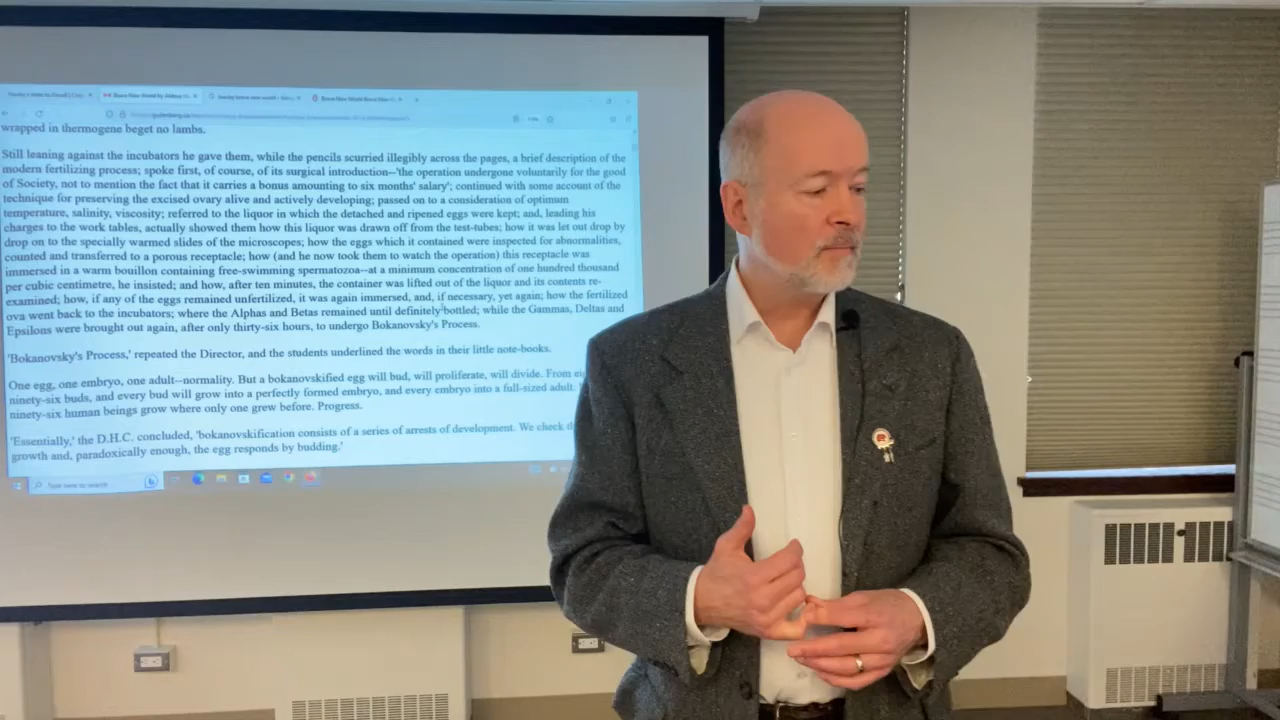 Brave New World by Aldous
wrapped in thermogene beget no lambs.
Still leaning against the incubators he gave them, while the pencils scurried illegibly across the pages, a brief description of the
modern fertilizing process; spoke first, of course, of its surgical introduction--'the operation undergone voluntarily for the good
of Society, not to mention the fact that it carries a bonus amounting to six months' salary'; continued with some account of the
technique for preserving the excised ovary alive and actively developing; passed on to a consideration of optimum
temperature, salinity, viscosity; referred to the liquor in which the detached and ripened eggs were kept; and, leading his
charges to the work tables, actually showed them how this liquor was drawn off from the test-tubes; how it was let out drop by
drop on to the specially warmed slides of the microscopes; how the eggs which it contained were inspected for abnormalities,
counted and transferred to a porous receptacle; how (and he now took them to watch the operation) this receptacle was
immersed in a warm bouillon containing free-swimming spermatozoa--at a minimum concentration of one hundred thousand
per cubic centimetre, he insisted; and how, after ten minutes, the container was lifted out of the liquor and its contents re-
examined; how, if any of the eggs remained unfertilized, it was again immersed, and, if necessary, yet again; how the fertilized
ova went back to the incubators; where the Alphas and Betas remained until definitely bottled; while the Gammas, Deltas and
Epsilons were brought out again, after only thirty-six hours, to undergo Bokanovsky's Process.
'Bokanovsky's Process,' repeated the Director, and the students underlined the words in their little note-books.
One egg, one embryo, one adult--normality. But a bokanovskified egg will bud, will proliferate, will divide. From
ninety-six buds, and every bud will grow into a perfectly formed embryo, and every embryo into a full-sized adult.
ninety-six human beings grow where only one grew before. Progress.
'Essentially,' the D.H.C. concluded, 'bokanovskification consists of a series of arrests of development. We check
growth and, paradoxically enough, the egg responds by budding.'
Type here to search